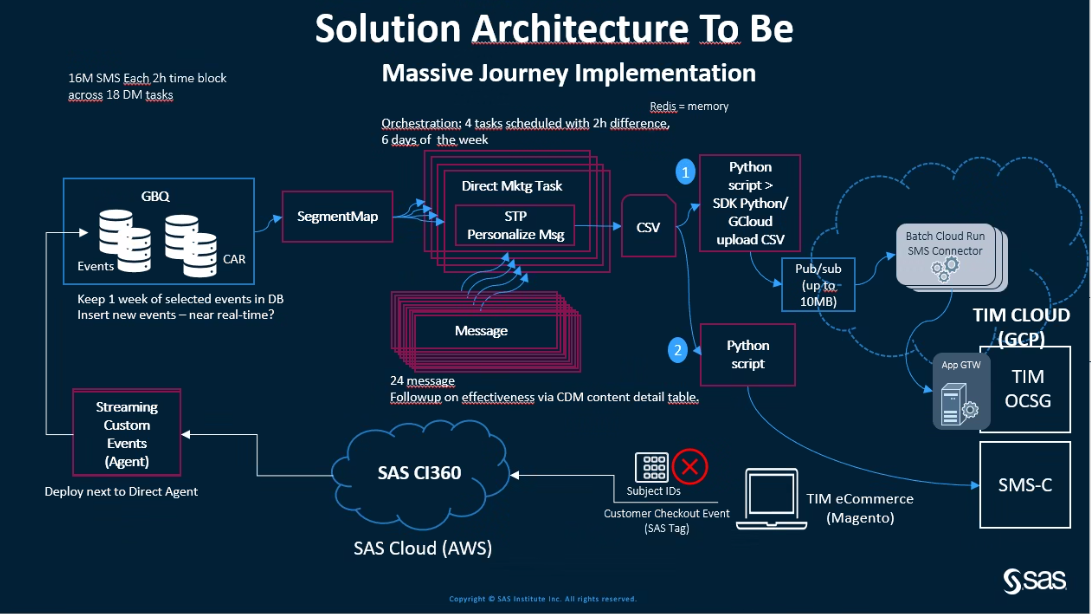 Solution Architecture To Be
Massive Journey Implementation
16M SMS Each 2h time block
across 18 DM tasks
Redis = memory
Orchestration: 4 tasks scheduled with 2h difference,
6 days of the week
GBQ
Events
CAR
Keep 1 week of selected events in DB
Insert new events – near real-time?
SegmentMap
Direct Mktg Task
STP
Personalize Msg
Message
24 message
Followup on effectiveness via CDM content detail table.
CSV
1
Python
script >
SDK Python/
GCloud
upload CSV
Pub/sub
(up to
10MB)
Batch Cloud Run
SMS Connector
TIM CLOUD
(GCP)
App GTW
TIM
OCSG
2
Python
script
SMS-C
Streaming
Custom
Events
(Agent)
Deploy next to Direct Agent
SAS CI360
SAS Cloud (AWS)
Subject IDs
Customer Checkout Event
(SAS Tag)
TIM eCommerce
(Magento)
sas
Copyright © SAS Institute Inc. All rights reserved.